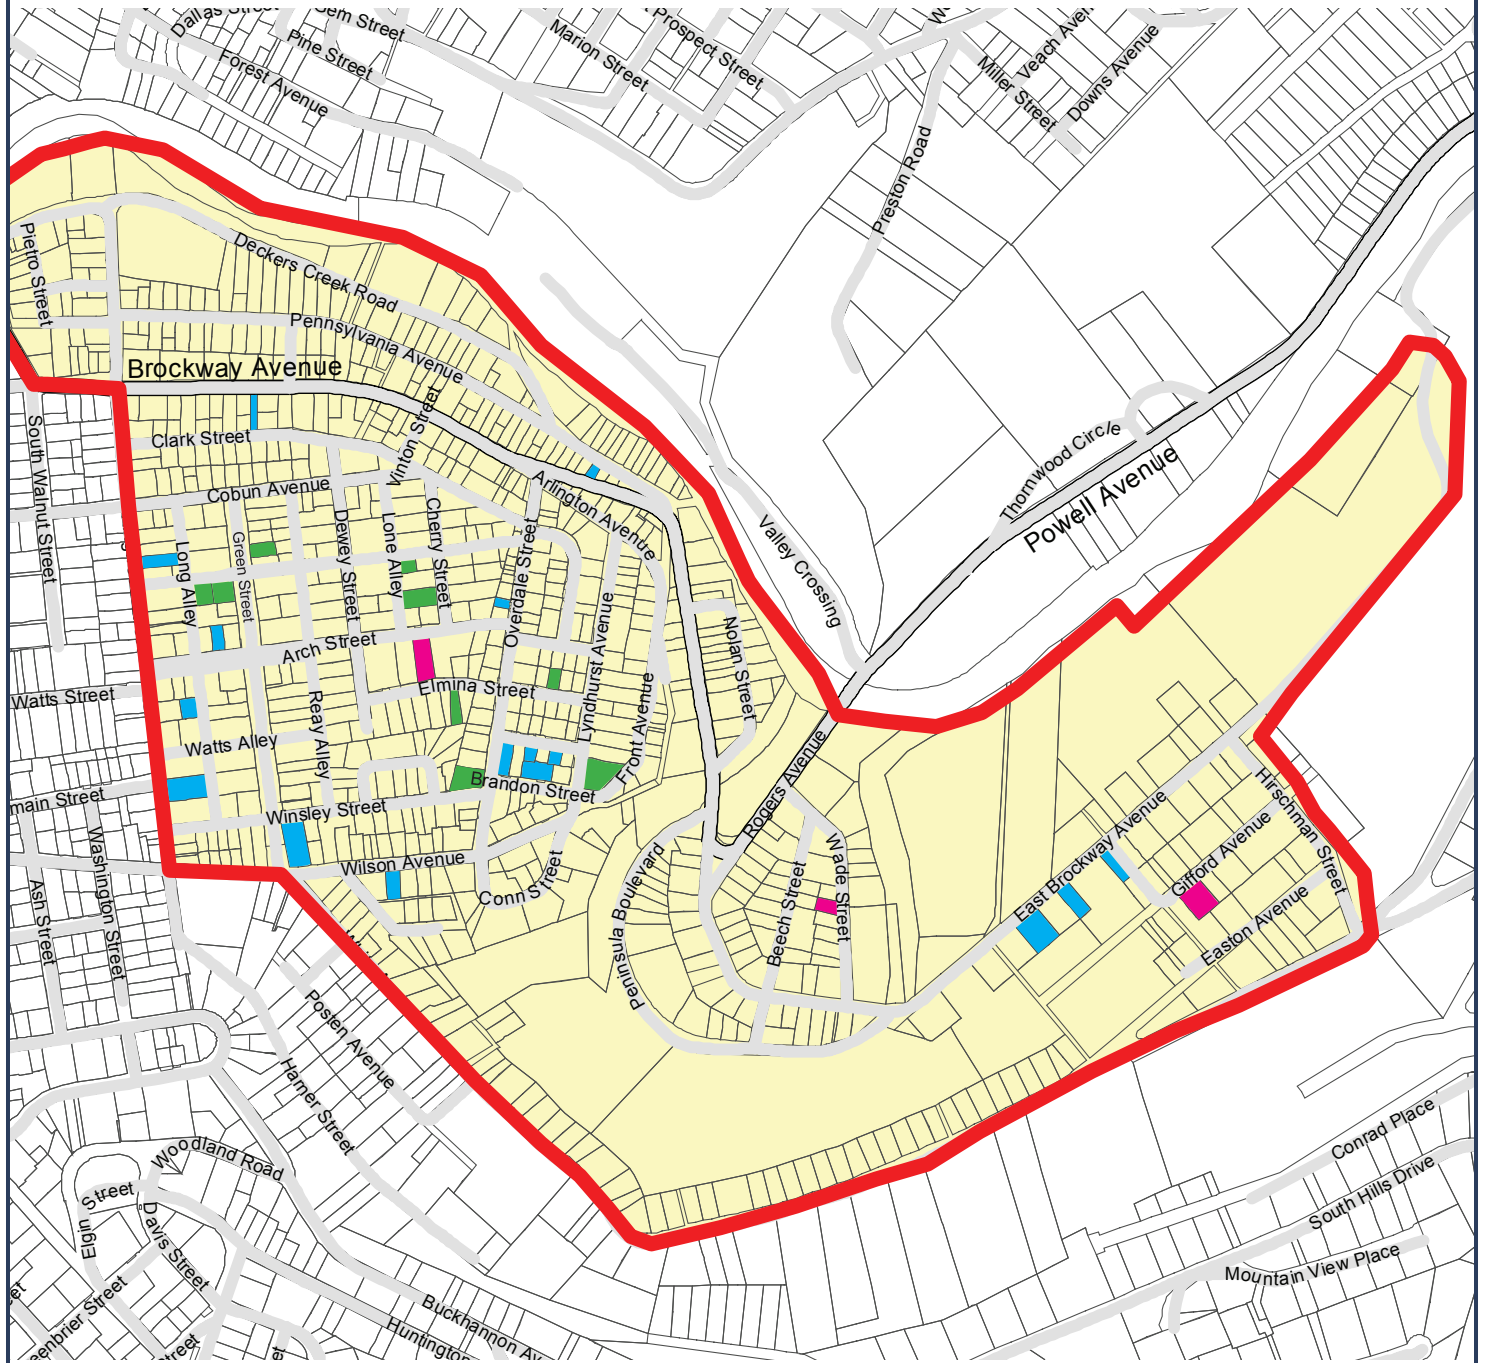 Dallas Street
Gem Street
Pine Street
Forest Avenue
Marion Street
Prospect Street
Veach Avenue
Miller Street
Downs Avenue
Preston Road
Pietro Street
Deckers Creek Road
Pennsylvania Avenue
Brockway Avenue
South Walnut Street
Clark Street
Vinton Street
Cobun Avenue
Arlington Avenue
Thornwood Circle
Powell Avenue
Valley Crossing
Long Alley
Green Street
Dewey Street
Lone Alley
Cherry Street
Overdale Street
Lyndhurst Avenue
Nolan Street
Arch Street
Elmina Street
Front Avenue
Watts Street
Reay Alley
Watts Alley
Brandon Street
Rogers Avenue
main Street
Winsley Street
Wilson Avenue
Conn Street
Washington Street
Ash Street
Peninsula Boulevard
Beech Street
Wade Street
East Brockway Avenue
Gifford Avenue
Hirschman Street
Easton Avenue
Posten Avenue
Harner Street
Woodland Road
Elgin Street
Davis Street
eenbrier Street
Buckhannon Av
Huntington
Conrad Place
South Hills Drive
Mountain View Place